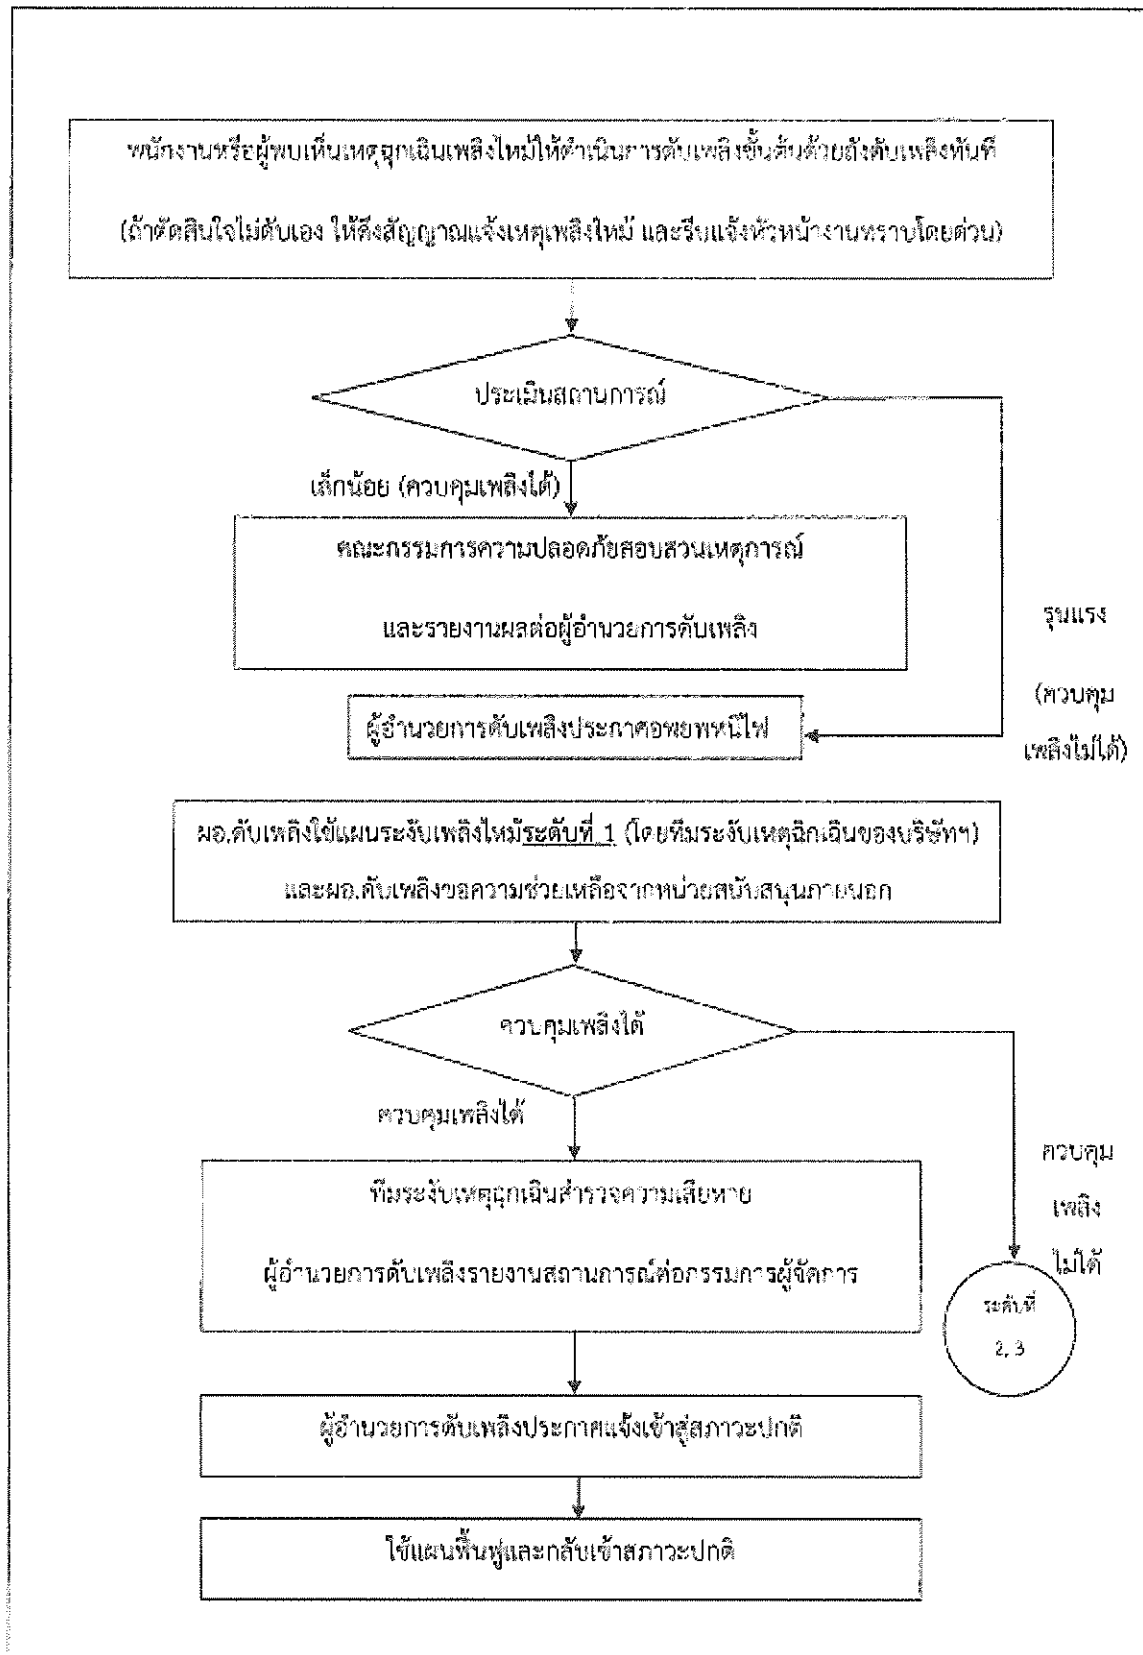 พนักงานหรือผู้พบเห็นเหตุฉุกเฉินเพลิงไหม้ให้ดำเนินการดับเพลิงขั้นต้นด้วยถังดับเพลิงทันที
(ถ้าตัดสินใจไม่ดับเอง ให้ดึงสัญญาณแจ้งเหตุเพลิงไหม้ และรีบแจ้งหัวหน้างานทราบโดยด่วน)
ประเมินสถานการณ์
เล็กน้อย (ควบคุมเพลิงได้)
คณะกรรมการความปลอดภัยสอบสวนเหตุการณ์
และรายงานผลต่อผู้อำนวยการดับเพลิง
รุนแรง
(ควบคุม
เพลิงไม่ได้)
ผู้อำนวยการดับเพลิงประกาศอพยพหนีไฟ
ผอ.ดับเพลิงใช้แผนระงับเพลิงไหม้ระดับที่ 1 (โดยทีมระงับเหตุฉุกเฉินของบริษัทฯ)
และผอ.ดับเพลิงขอความช่วยเหลือจากหน่วยสนับสนุนภายนอก
ควบคุมเพลิงได้
ควบคุมเพลิงได้
ควบคุม
เพลิง
ไม่ได้
ทีมระงับเหตุฉุกเฉินสำรวจความเสียหาย
ผู้อำนวยการดับเพลิงรายงานสถานการณ์ต่อกรรมการผู้จัดการ
ระดับที่
2, 3
ผู้อำนวยการดับเพลิงประกาศแจ้งเข้าสู่สภาวะปกติ
ใช้แผนฟื้นฟูและกลับเข้าสภาวะปกติ